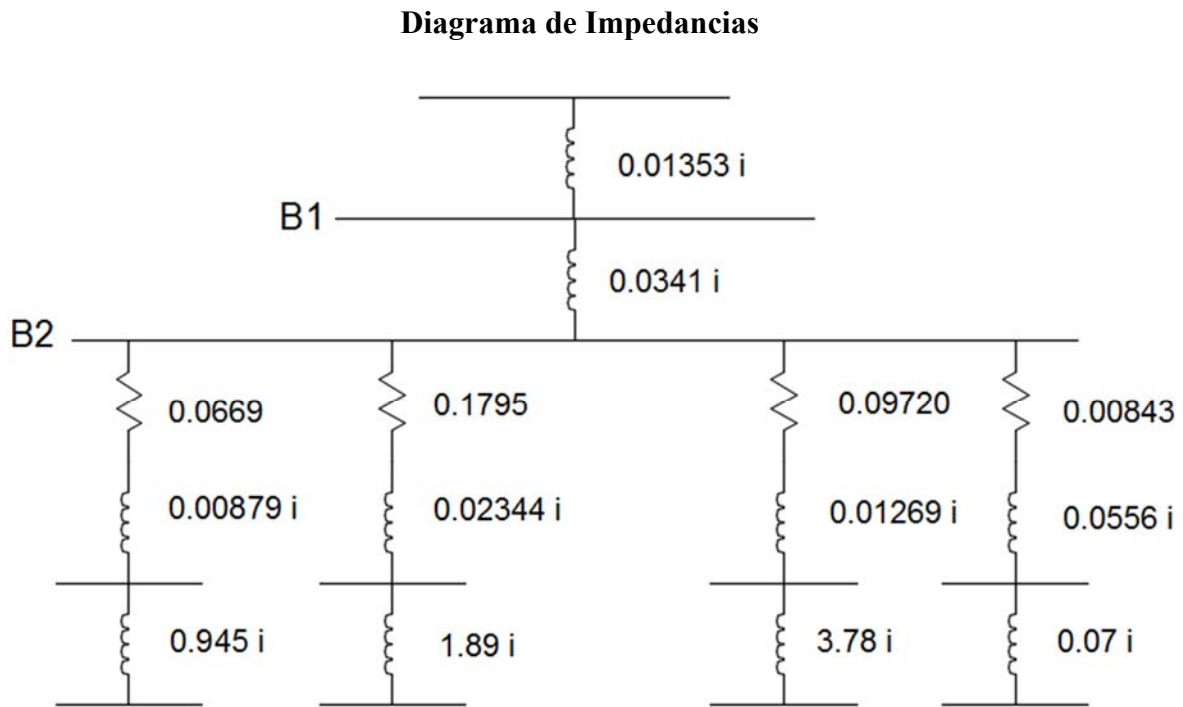 Diagrama de Impedancias
0.01353 i
B1
0.0341 i
B2
0.0669
0.1795
0.09720
0.00843
0.00879 i
0.02344 i
0.01269 i
0.0556 i
0.945 i
1.89 i
3.78 i
0.07 i